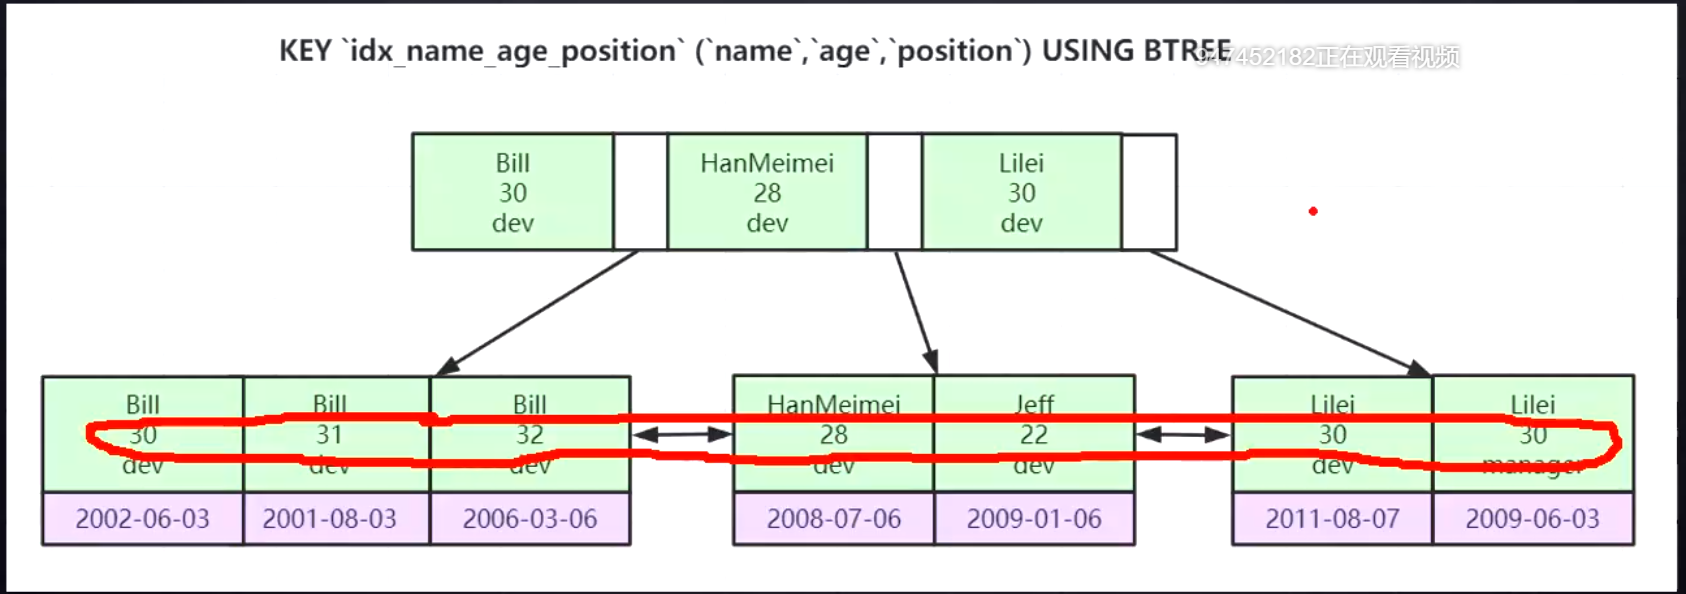 KEY `idx_name_age_position` (`name`,`age`,`position`) USING BTREE
947452182正在观看视频
Bill
30
dev
HanMeimei
28
dev
Lilei
30
dev
Bill
30
dev
2002-06-03
Bill
31
dev
2001-08-03
Bill
32
dev
2006-03-06
HanMeimei
28
dev
2008-07-06
Jeff
22
dev
2009-01-06
Lilei
30
dev
2011-08-07
Lilei
30
manager
2009-06-03